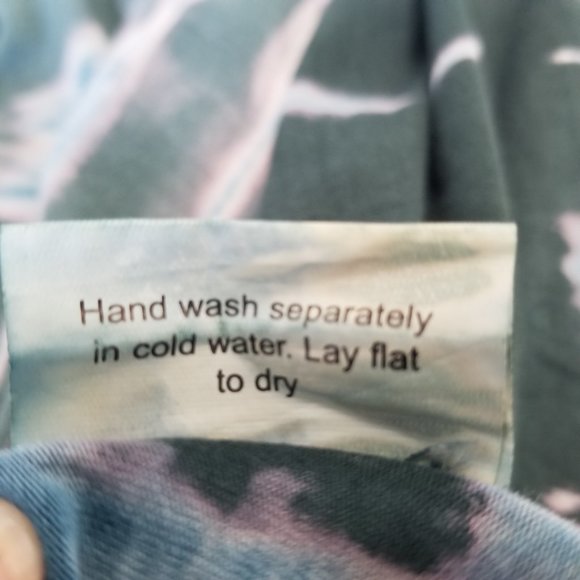 Hand wash separately
in cold water. Lay flat
to dry